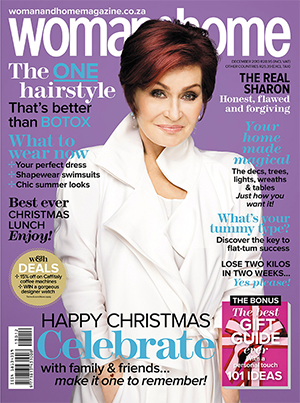 womanandhomemagazine.co.za
woman&home
The ONE
hairstyle
That's better
than BOTOX
What to
wear now
Your perfect dress
Shapewear swimsuits
Chic summer looks
Best ever
CHRISTMAS
LUNCH
Enjoy!
w&h
DEALS
15% off on Caffitaly
coffee machines
WIN a gorgeous
designer watch
THE REAL
SHARON
Honest, flawed
and forgiving
Your
home
made
magical
The decs, trees,
lights, wreaths
& tables
Just how you
want it!
What's your
tummy type?
Discover the key to
flat-tum success
LOSE TWO KILOS
IN TWO WEEKS...
Yes please!
THE BONUS
The best
GIFT
GUIDE
ever
with a
personal touch
101 IDEAS
HAPPY CHRISTMAS
Celebrate
with family & friends...
make it one to remember!